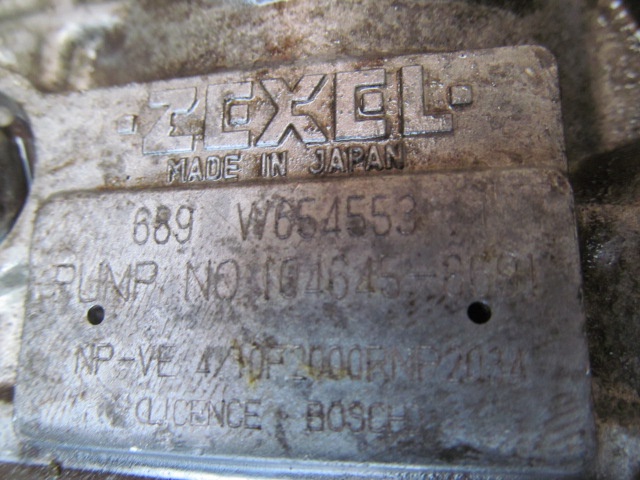 ·ZEXEL·
MADE IN JAPAN
689 W654553
PUMP NO.
NP-VE 4/10F2000RNP2034
(LICENCE - BOSCH